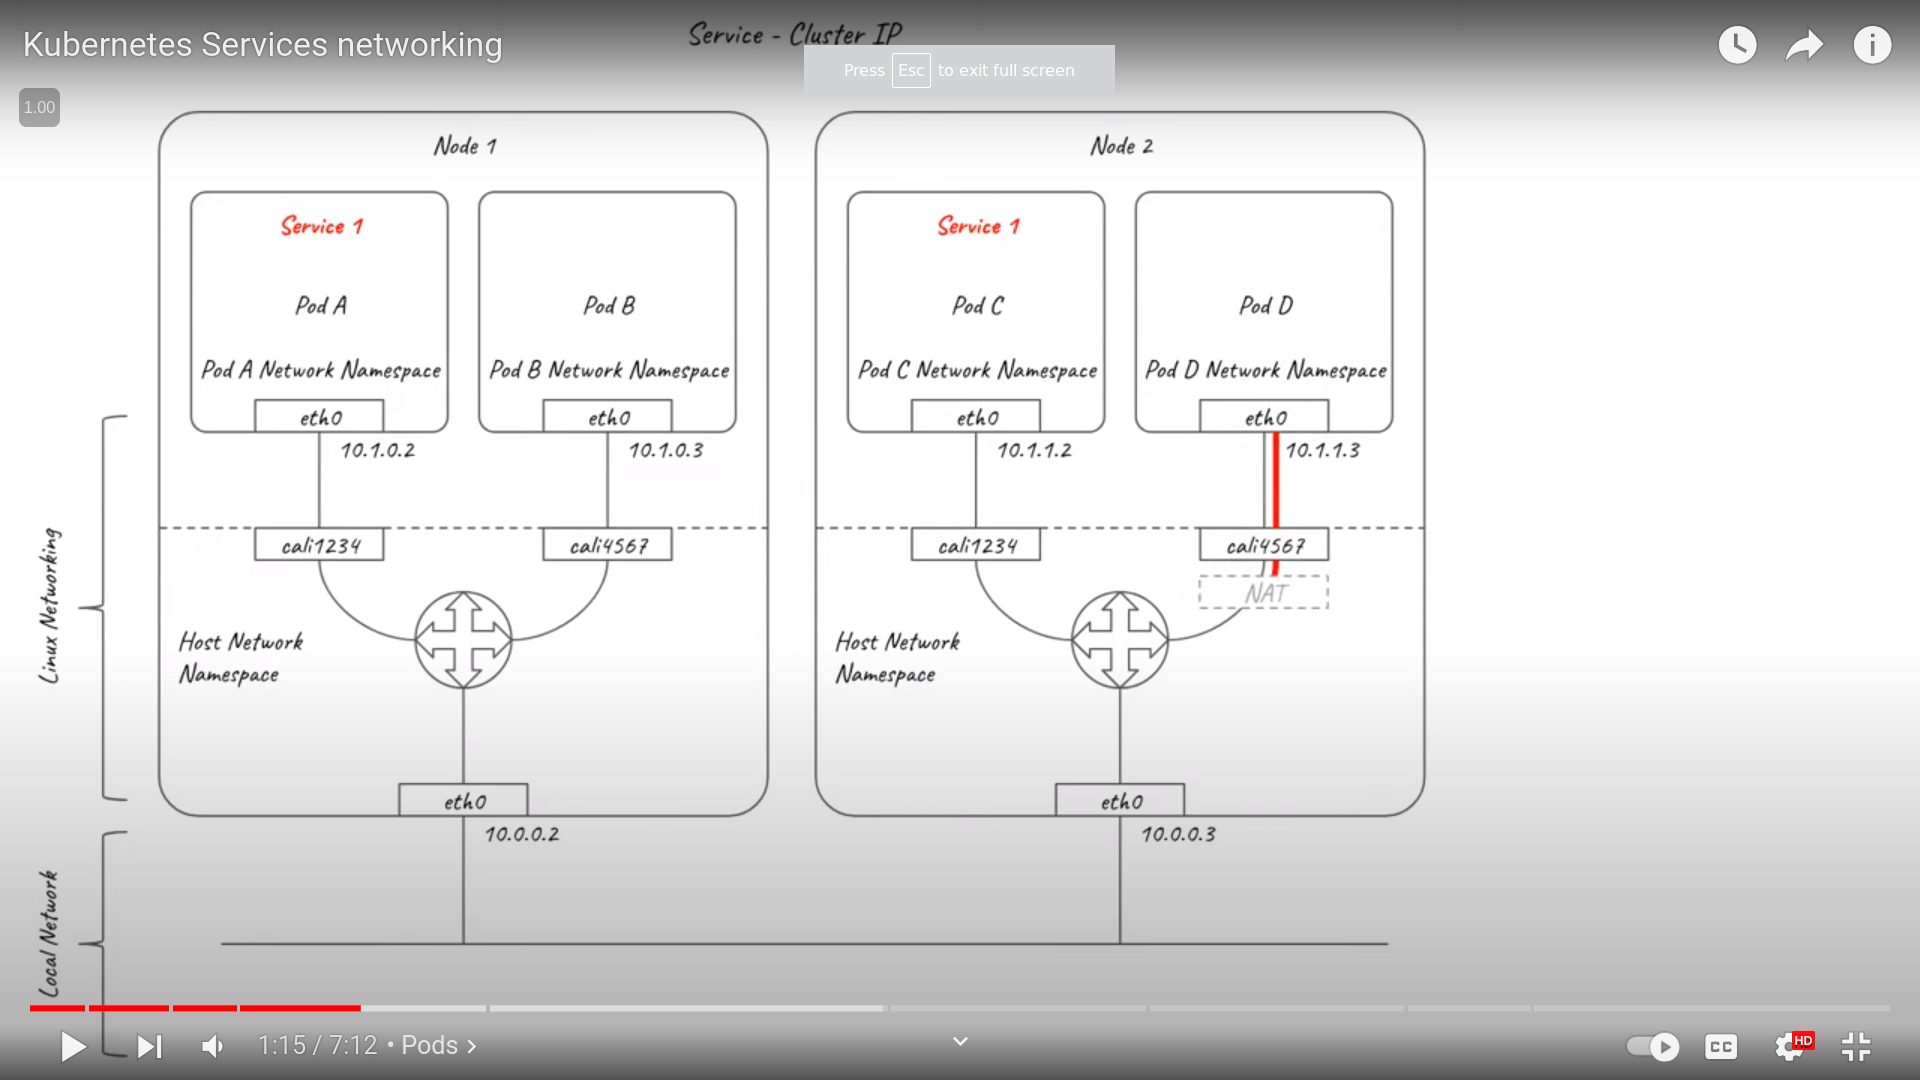 Kubernetes Services networking
Service - Cluster IP
Press Esc to exit full screen
1.00
Node 1
Node 2
Service 1
Service 1
Pod A
Pod B
Pod C
Pod D
Pod A Network Namespace
Pod B Network Namespace
Pod C Network Namespace
Pod D Network Namespace
eth0
eth0
eth0
eth0
10.1.0.2
10.1.0.3
10.1.1.2
10.1.1.3
cali1234
cali4567
cali1234
cali4567
NAT
Linux Networking
Host Network
Namespace
Host Network
Namespace
eth0
eth0
10.0.0.2
10.0.0.3
Local Network
1:15 / 7:12 • Pods
CC
HD